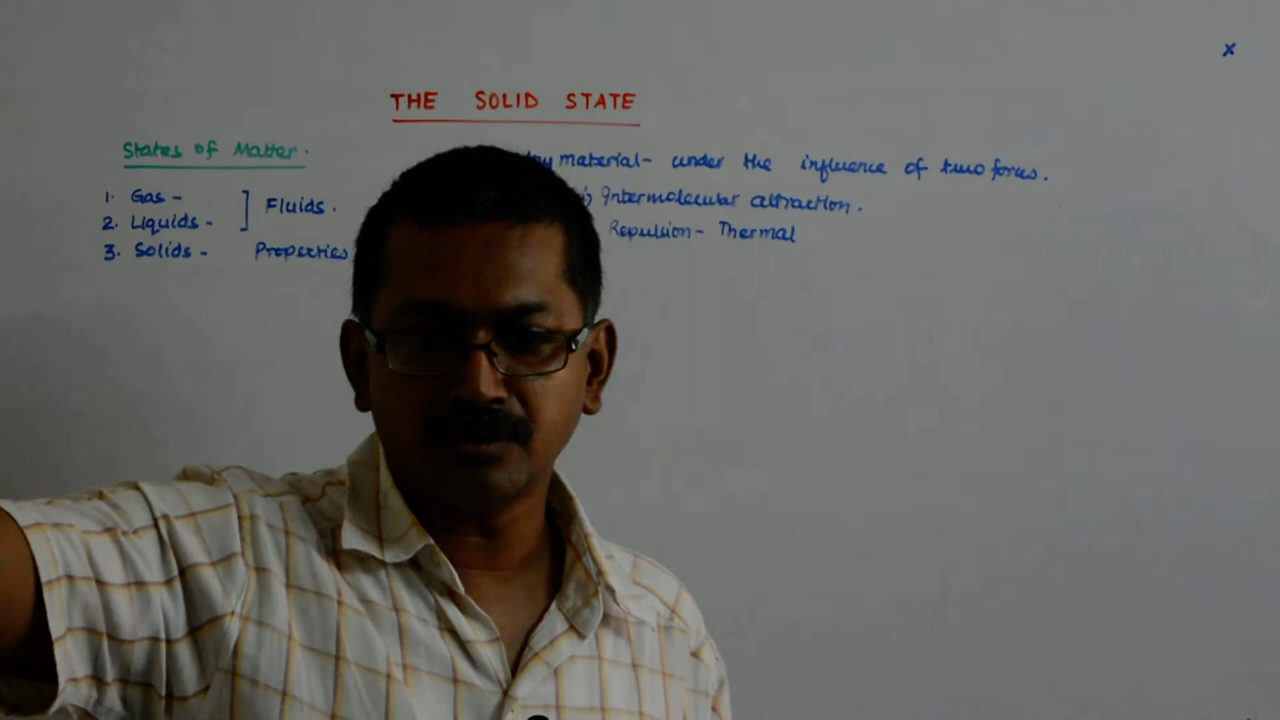 x
THE SOLID STATE
States of Matter.
1. Gas -
2. Liquids -
] Fluids.
3. Solids - Properties
material- under the influence of two forces.
Intermolecular attraction.
Repulsion- Thermal